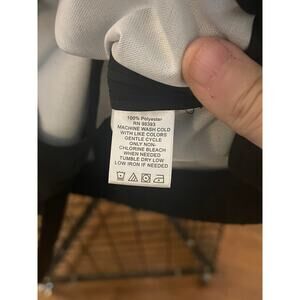 100% Polyester
RN 99393
MACHINE WASH COLD
WITH LIKE COLORS
GENTLE CYCLE
ONLY NON-
CHLORINE BLEACH
WHEN NEEDED
TUMBLE DRY LOW
LOW IRON IF NEEDED